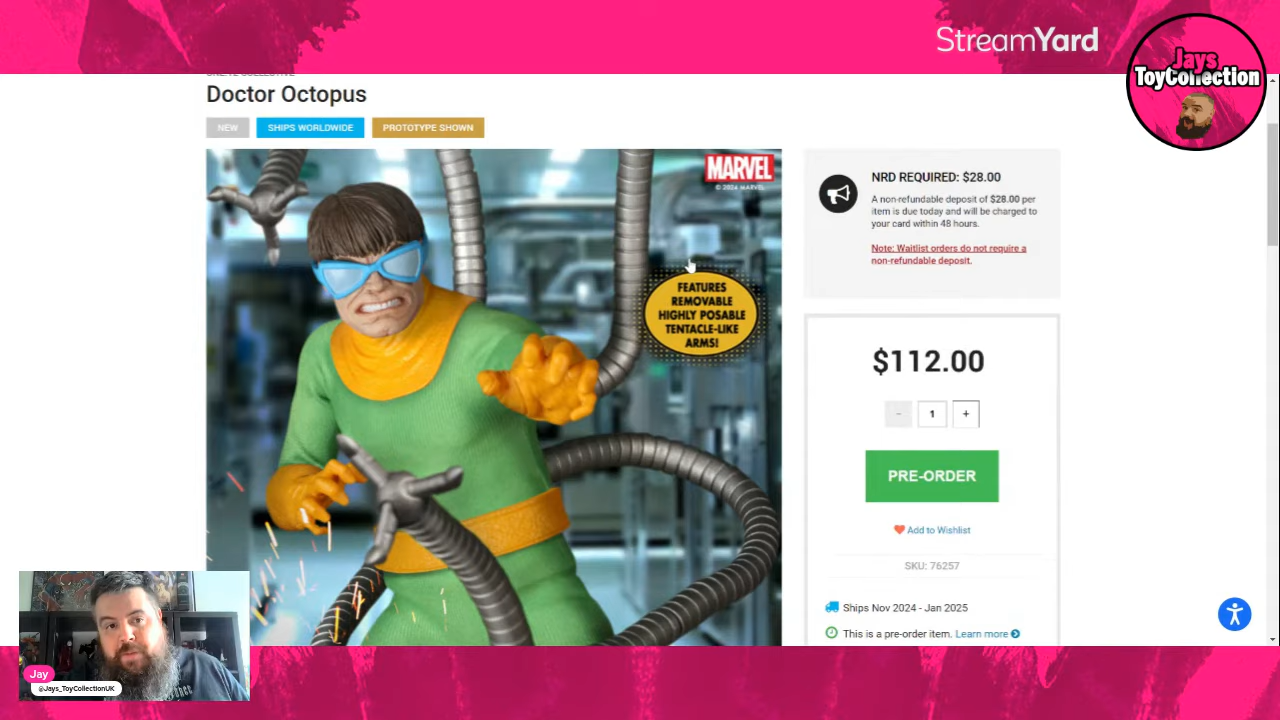 StreamYard
Jays
ToyCollection
Doctor Octopus
NEW
SHIPS WORLDWIDE
PROTOTYPE SHOWN
MARVEL
© 2024 MARVEL
FEATURES
REMOVABLE
HIGHLY POSABLE
TENTACLE-LIKE
ARMS!
NRD REQUIRED: $28.00
A non-refundable deposit of $28.00 per
item is due today and will be charged to
your card within 48 hours.
Note: Waitlist orders do not require a
non-refundable deposit.
$112.00
- 1 +
PRE-ORDER
Add to Wishlist
SKU: 76257
Ships Nov 2024 - Jan 2025
This is a pre-order item. Learn more
Jay
@Jays_ToyCollectionUK